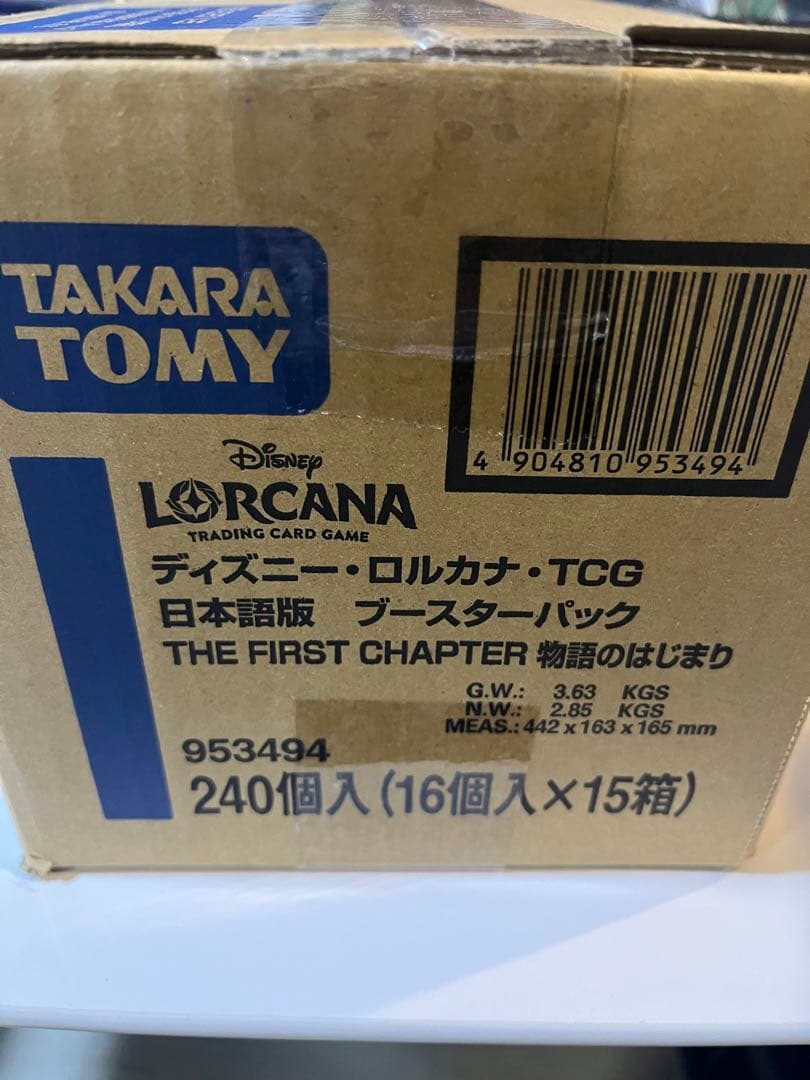 TAKARA
TOMY
4 904810 953494
Disney
LORCANA
TRADING CARD GAME
ディズニー・ロルカナ・TCG
日本語版 ブースターパック
THE FIRST CHAPTER 物語のはじまり
G.W.: 3.63 KGS
N.W.: 2.85 KGS
MEAS.: 442 x 163 x 165 mm
953494
240個入(16個入×15箱)